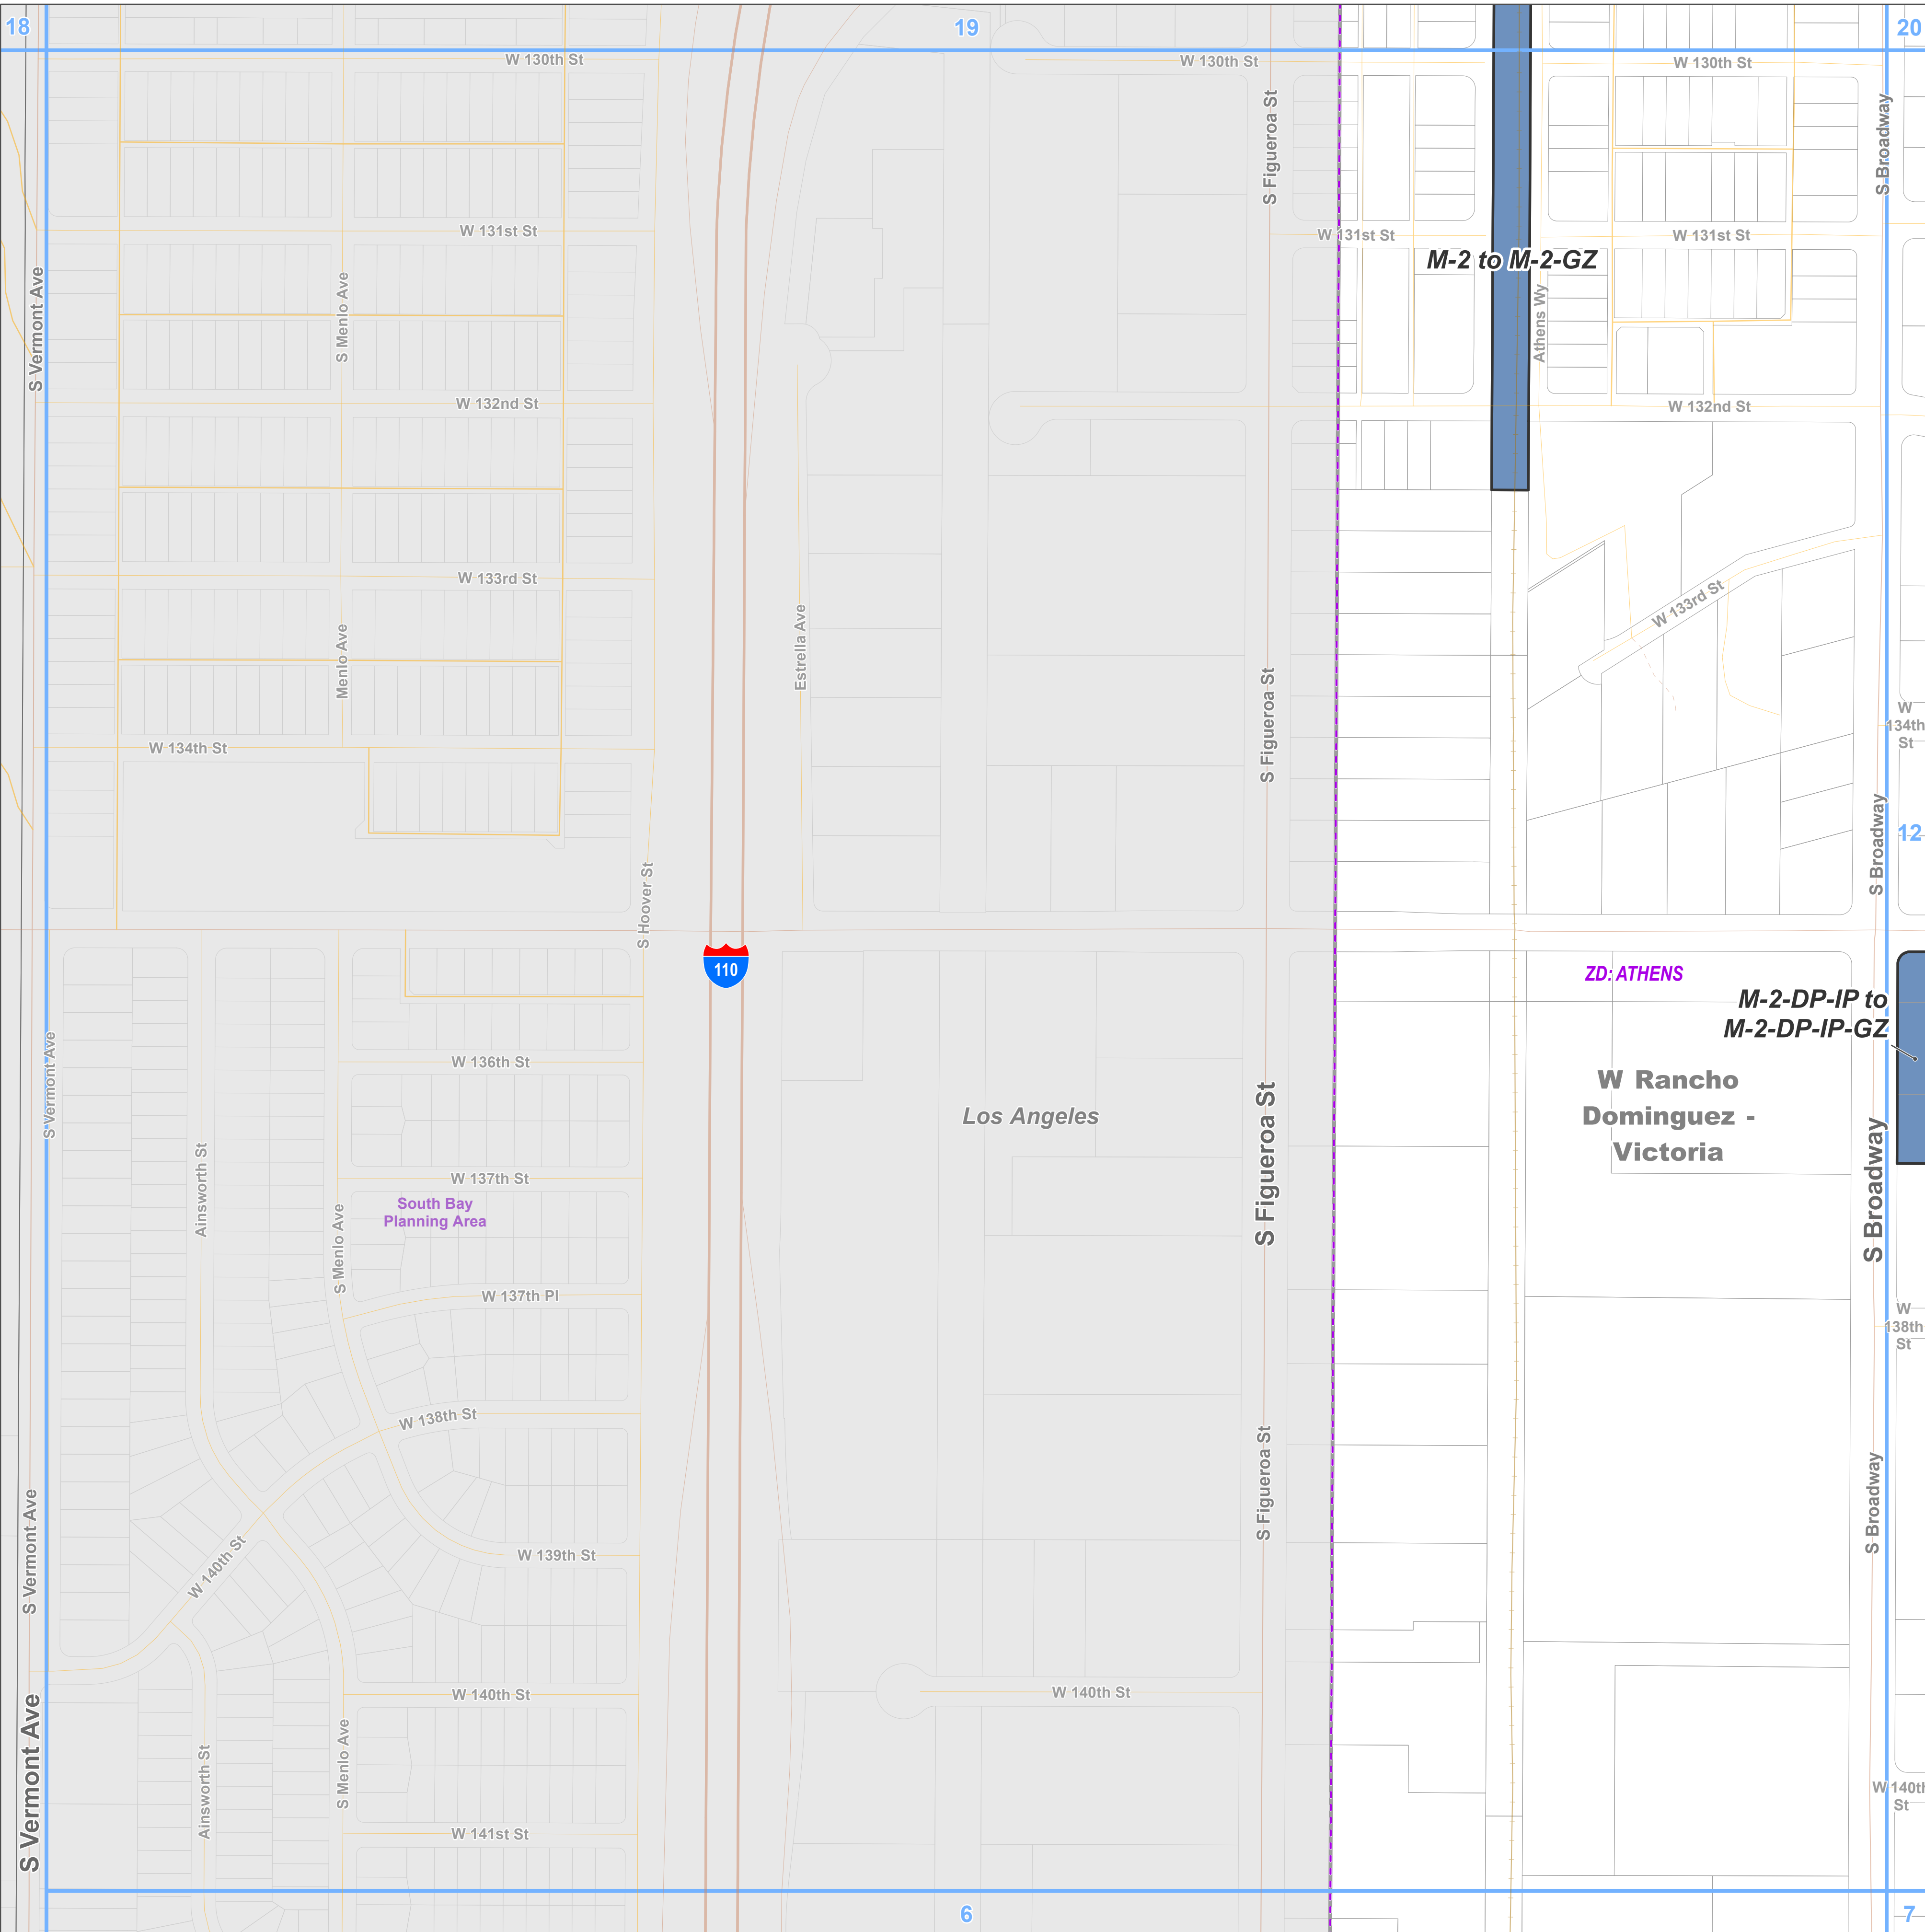 18
19
20
W 130th St
W 130th St
W 130th St
S Figueroa St
S Broadway
W 131st St
W 131st St
W 131st St
M-2 to M-2-GZ
S Vermont Ave
S Menlo Ave
Athens Wy
W 132nd St
W 132nd St
W 133rd St
W 133rd St
Menlo Ave
Estrella Ave
S Figueroa St
W
134th
St
W 134th St
S Broadway
12
S Hoover St
110
ZD: ATHENS
M-2-DP-IP to
M-2-DP-IP-GZ
S Vermont Ave
W 136th St
W Rancho
Dominguez -
Victoria
Los Angeles
S Figueroa St
S Broadway
Ainsworth St
W 137th St
South Bay
Planning Area
S Menlo Ave
W 137th Pl
W
138th
St
W 138th St
S Figueroa St
S Broadway
S Vermont Ave
W 139th St
W 140th St
W 140th St
W 140th St
S Vermont Ave
Ainsworth St
S Menlo Ave
W 140th
St
W 141st St
6
7